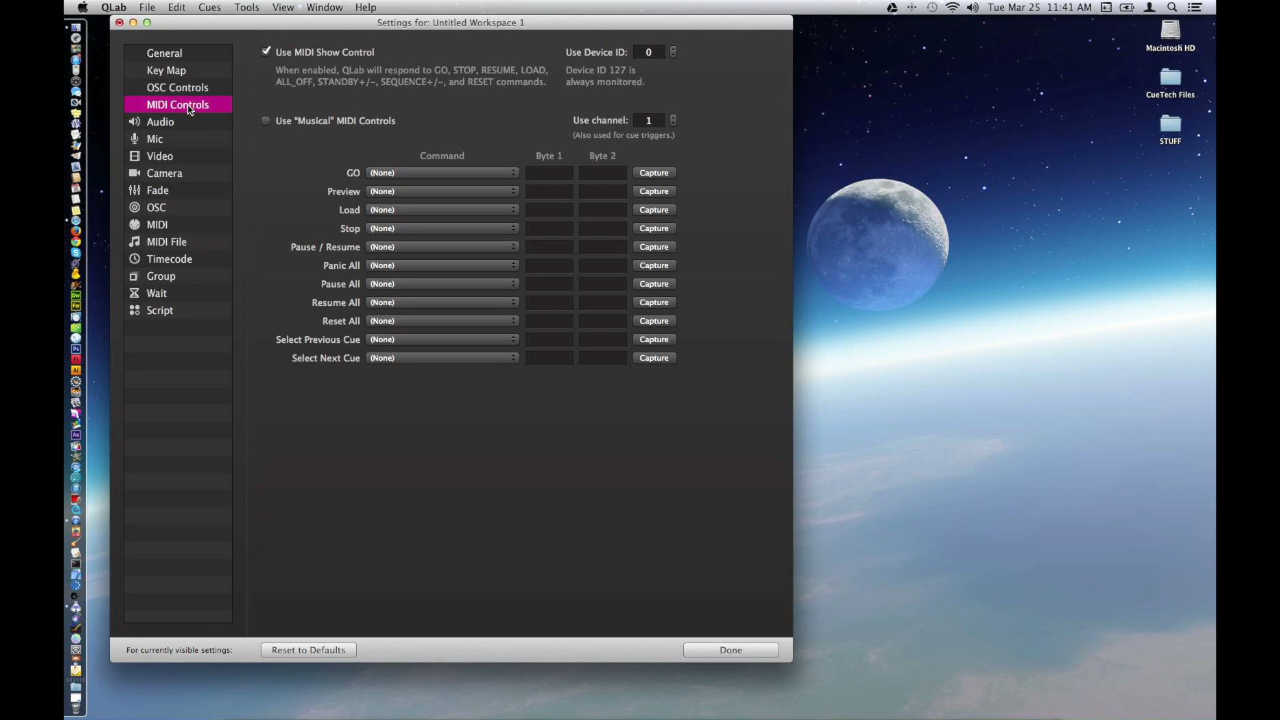 QLab File Edit Cues Tools View Window Help Tue Mar 25 11:41 AM
Settings for: Untitled Workspace 1
General
Key Map
OSC Controls
MIDI Controls
Audio
Mic
Video
Camera
Fade
OSC
MIDI
MIDI File
Timecode
Group
Wait
Script
Use MIDI Show Control Use Device ID: 0
When enabled, QLab will respond to GO, STOP, RESUME, LOAD, Device ID 127 is
ALL_OFF, STANDBY+/-, SEQUENCE+/-, and RESET commands. always monitored.
Use "Musical" MIDI Controls Use channel: 1
(Also used for cue triggers.)
Command Byte 1 Byte 2
GO (None) Capture
Preview (None) Capture
Load (None) Capture
Stop (None) Capture
Pause / Resume (None) Capture
Panic All (None) Capture
Pause All (None) Capture
Resume All (None) Capture
Reset All (None) Capture
Select Previous Cue (None) Capture
Select Next Cue (None) Capture
For currently visible settings: Reset to Defaults Done
Macintosh HD
CueTech Files
STUFF